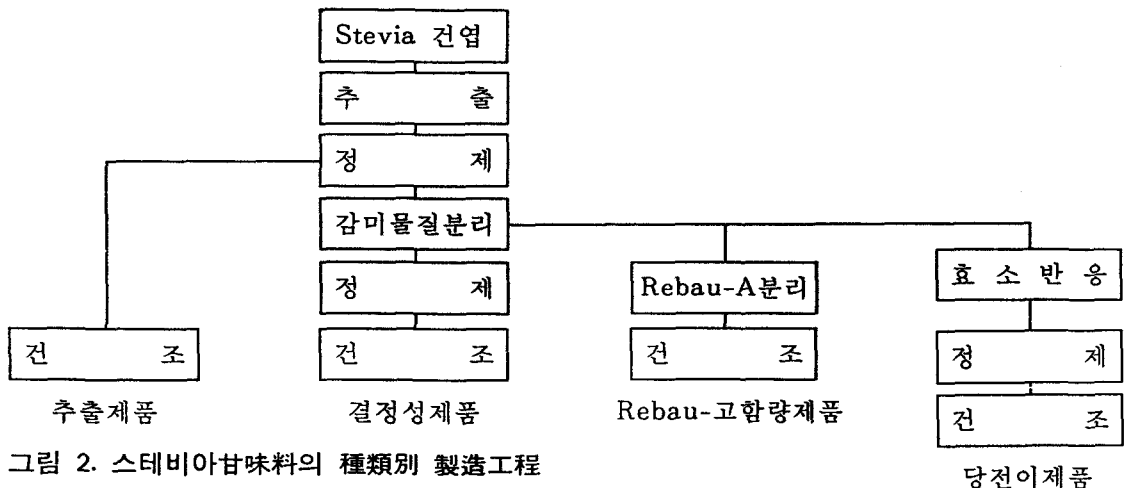 Stevia 건엽
추 출
정 제
감미물질분리
정 제
Rebau-A분리
효 소 반 응
건 조
건 조
건 조
정 제
추출제품
결정성제품
Rebau-고함량제품
건 조
그림 2. 스테비아甘味料의 種類別 製造工程
당전이제품